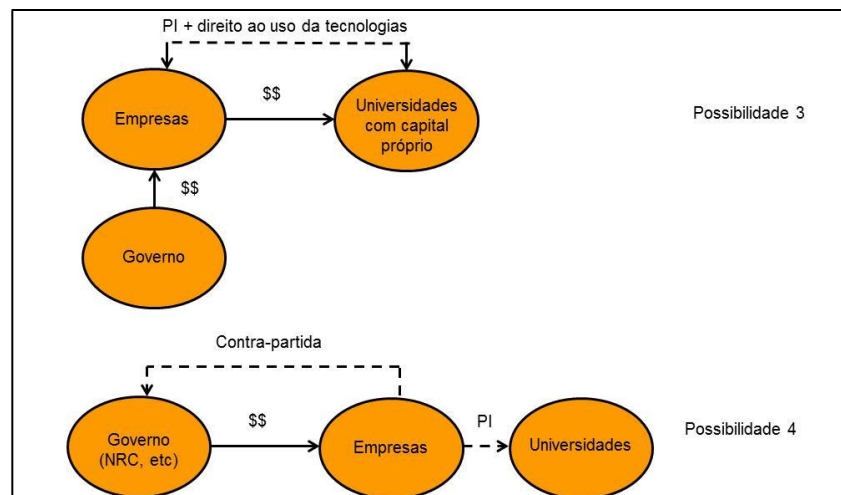 PI + direito ao uso da tecnologias
Empresas
$$
Universidades
com capital
próprio
Possibilidade 3
$$
Governo
Contra-partida
Governo
(NRC, etc)
$$
Empresas
PI
Universidades
Possibilidade 4